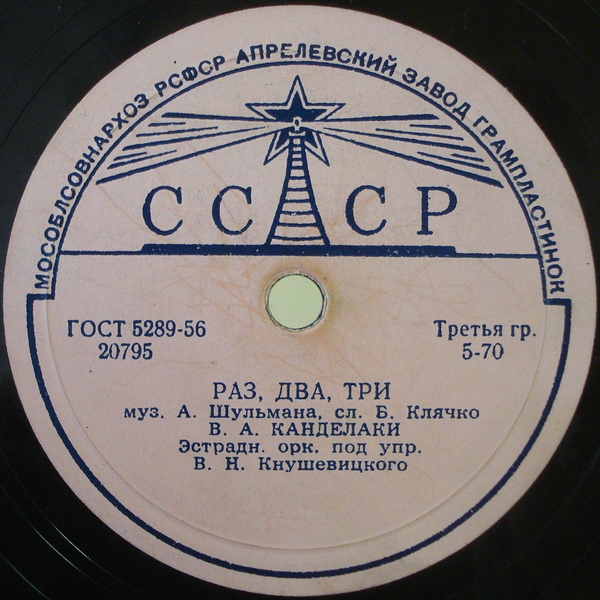 МОСОБЛСОВНАРХОЗ РСФСР АПРЕЛЕВСКИЙ ЗАВОД ГРАМПЛАСТИНОК
СССР
ГОСТ 5289-56
20795
Третья гр.
5-70
РАЗ, ДВА, ТРИ
муз. А. Шульмана, сл. Б. Клячко
В. А. КАНДЕЛАКИ
Эстрадн. орк. под упр.
В. Н. Кнушевицкого